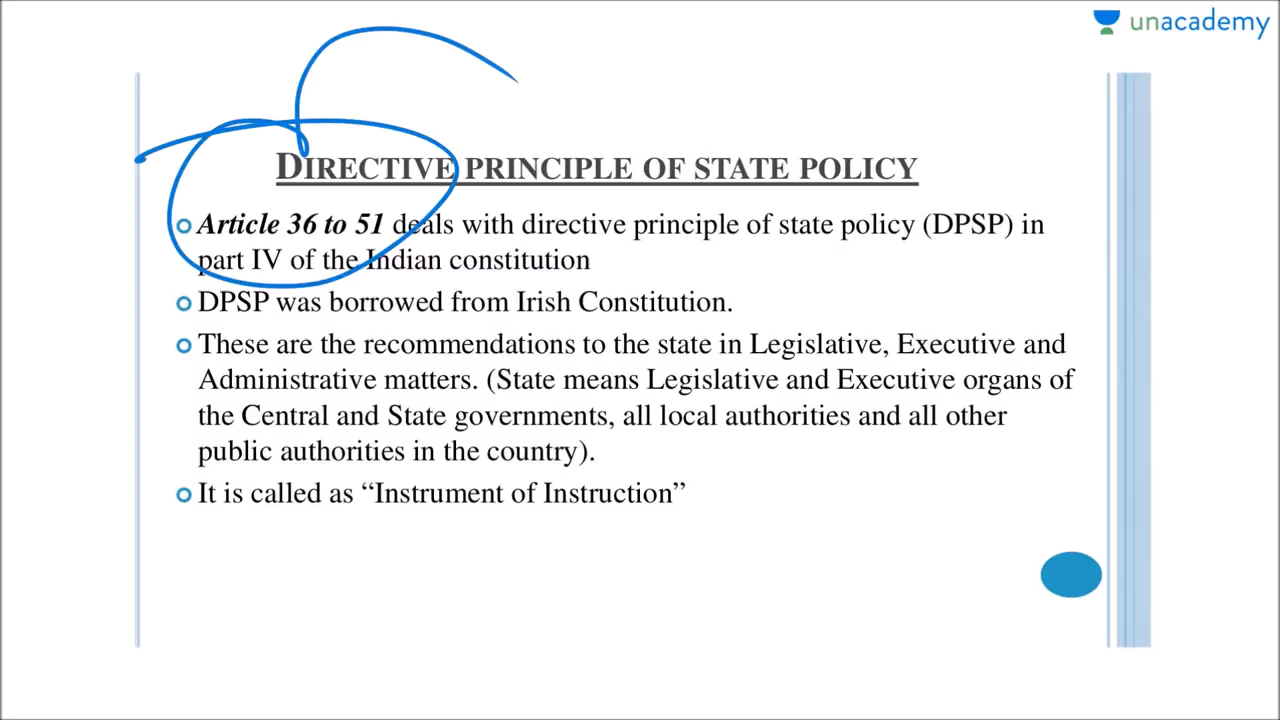 unacademy
DIRECTIVE PRINCIPLE OF STATE POLICY
Article 36 to 51 deals with directive principle of state policy (DPSP) in
part IV of the Indian constitution
DPSP was borrowed from Irish Constitution.
These are the recommendations to the state in Legislative, Executive and
Administrative matters. (State means Legislative and Executive organs of
the Central and State governments, all local authorities and all other
public authorities in the country).
It is called as “Instrument of Instruction”